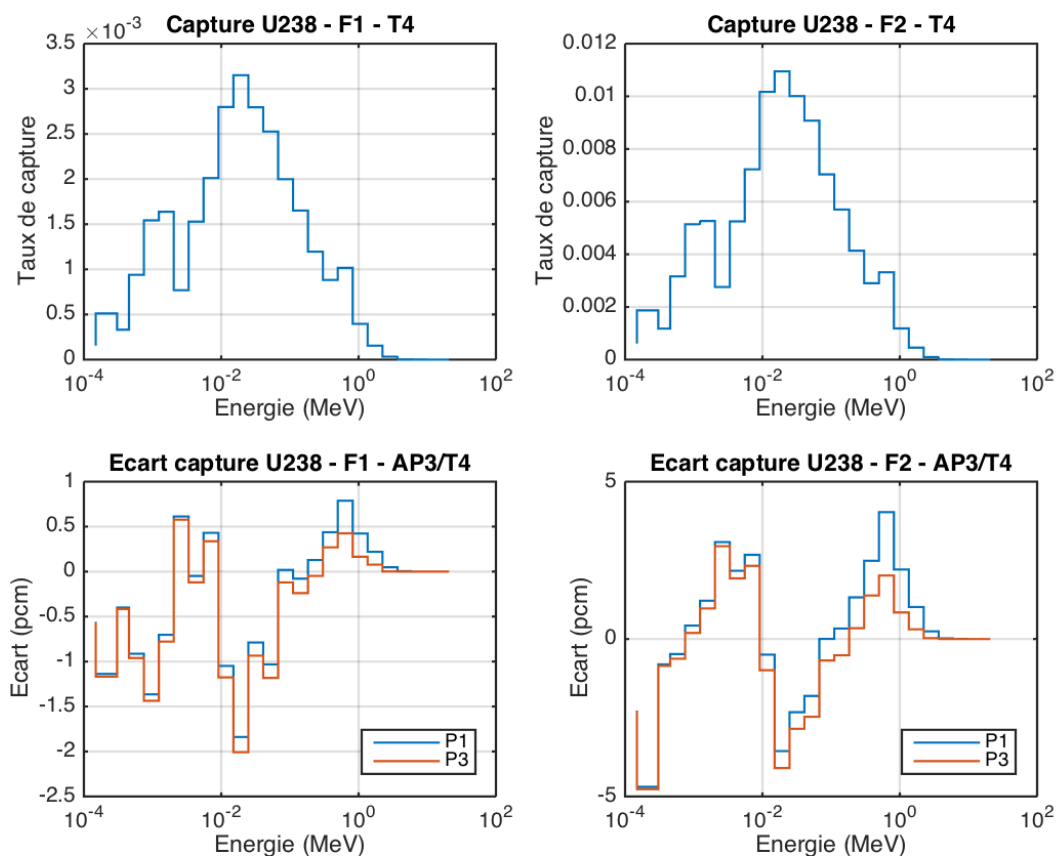 Capture U238 - F1 - T4
×10⁻³
3.5
3
2.5
2
1.5
1
0.5
0
Taux de capture
10⁻⁴
10⁻²
10⁰
10²
Energie (MeV)
Capture U238 - F2 - T4
0.012
0.01
0.008
0.006
0.004
0.002
0
Taux de capture
10⁻⁴
10⁻²
10⁰
10²
Energie (MeV)
Ecart capture U238 - F1 - AP3/T4
1
0.5
0
-0.5
-1
-1.5
-2
-2.5
Ecart (pcm)
P1
P3
10⁻⁴
10⁻²
10⁰
10²
Energie (MeV)
Ecart capture U238 - F2 - AP3/T4
5
0
-5
Ecart (pcm)
P1
P3
10⁻⁴
10⁻²
10⁰
10²
Energie (MeV)